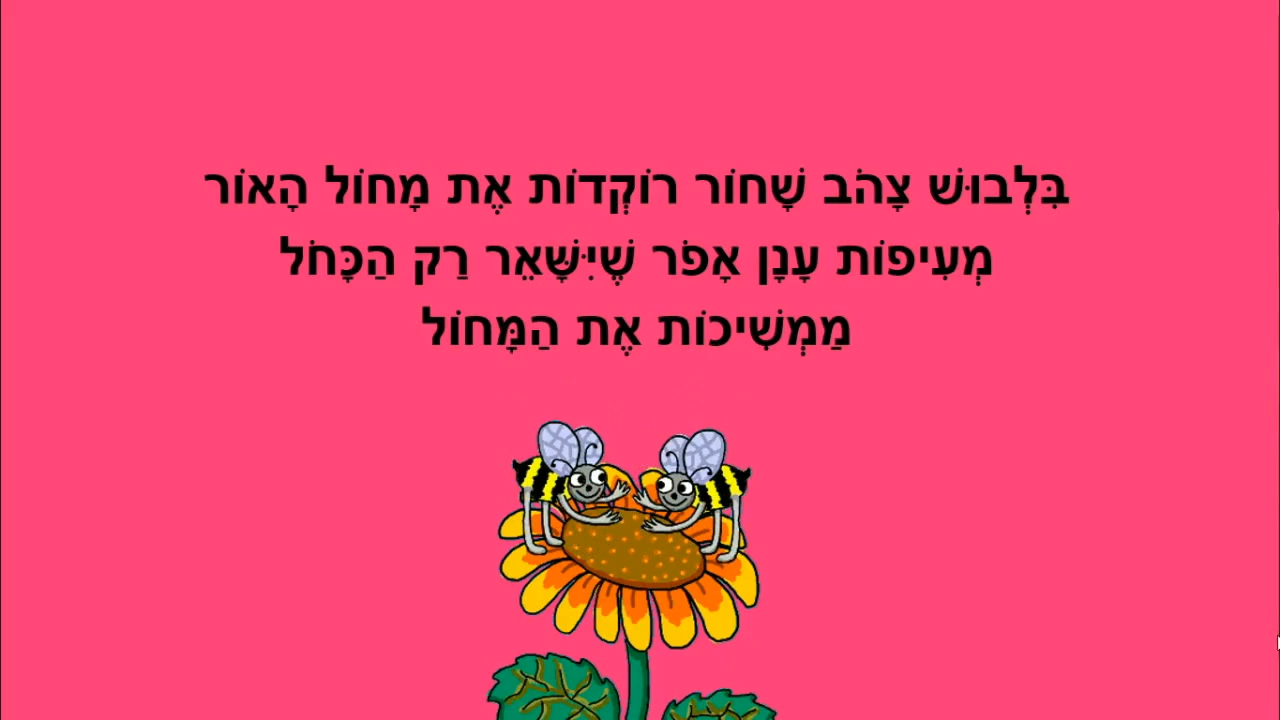 בִּלְבוּשׁ צָהֹב שָׁחוֹר רוֹקְדוֹת אֶת מָחוֹל הָאוֹר
מְעִיפוֹת עָנָן אָפֹר שֶׁיִּשָּׁאֵר רַק הַכָּחֹל
מַמְשִׁיכוֹת אֶת הַמָּחוֹל